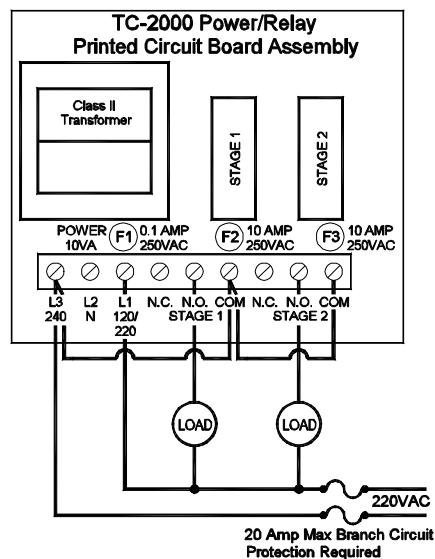 TC-2000 Power/Relay
Printed Circuit Board Assembly
Class II
Transformer
STAGE 1
STAGE 2
POWER
10VA
F1
0.1 AMP
250VAC
F2
10 AMP
250VAC
F3
10 AMP
250VAC
L3
240
L2
N
L1
120/
220
N.C.
N.O.
COM
STAGE 1
N.C.
N.O.
COM
STAGE 2
LOAD
LOAD
220VAC
20 Amp Max Branch Circuit
Protection Required